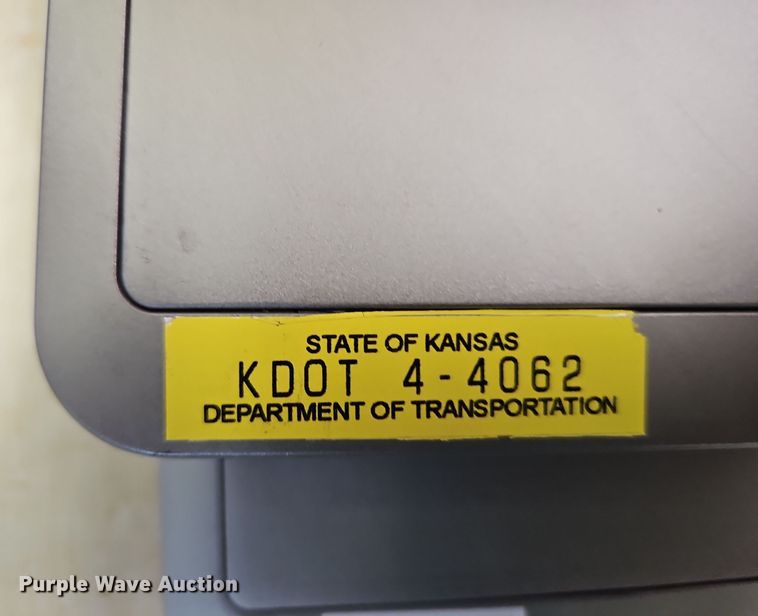 STATE OF KANSAS
KDOT 4-4062
DEPARTMENT OF TRANSPORTATION
Purple Wave Auction